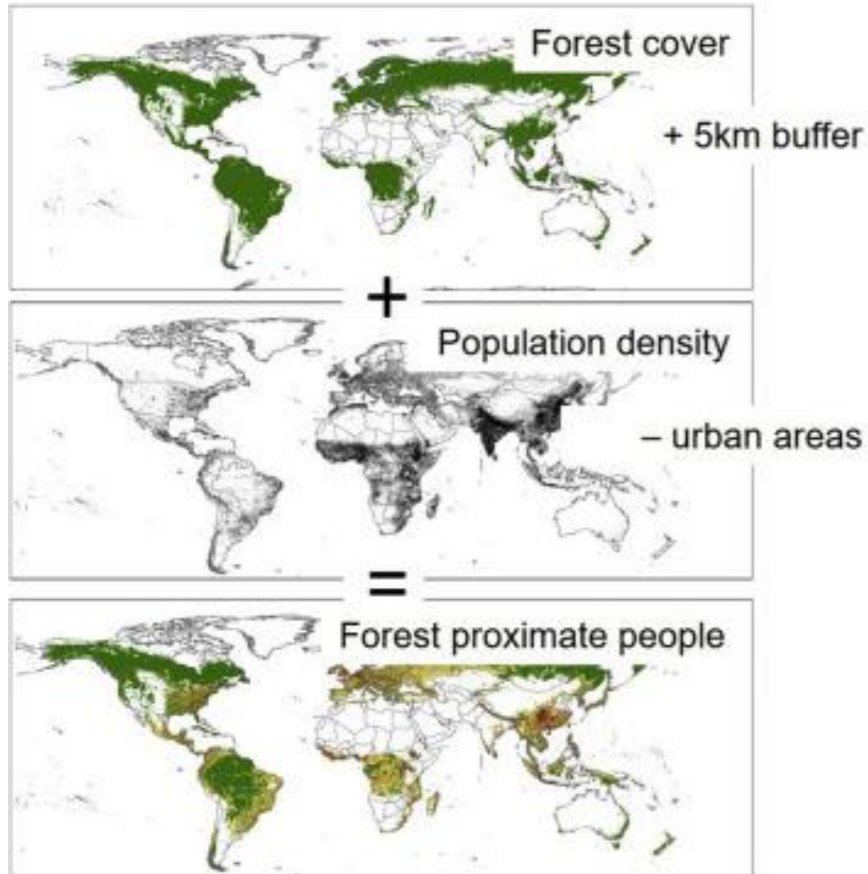 Forest cover
+ 5km buffer
+
Population density
– urban areas
=
Forest proximate people